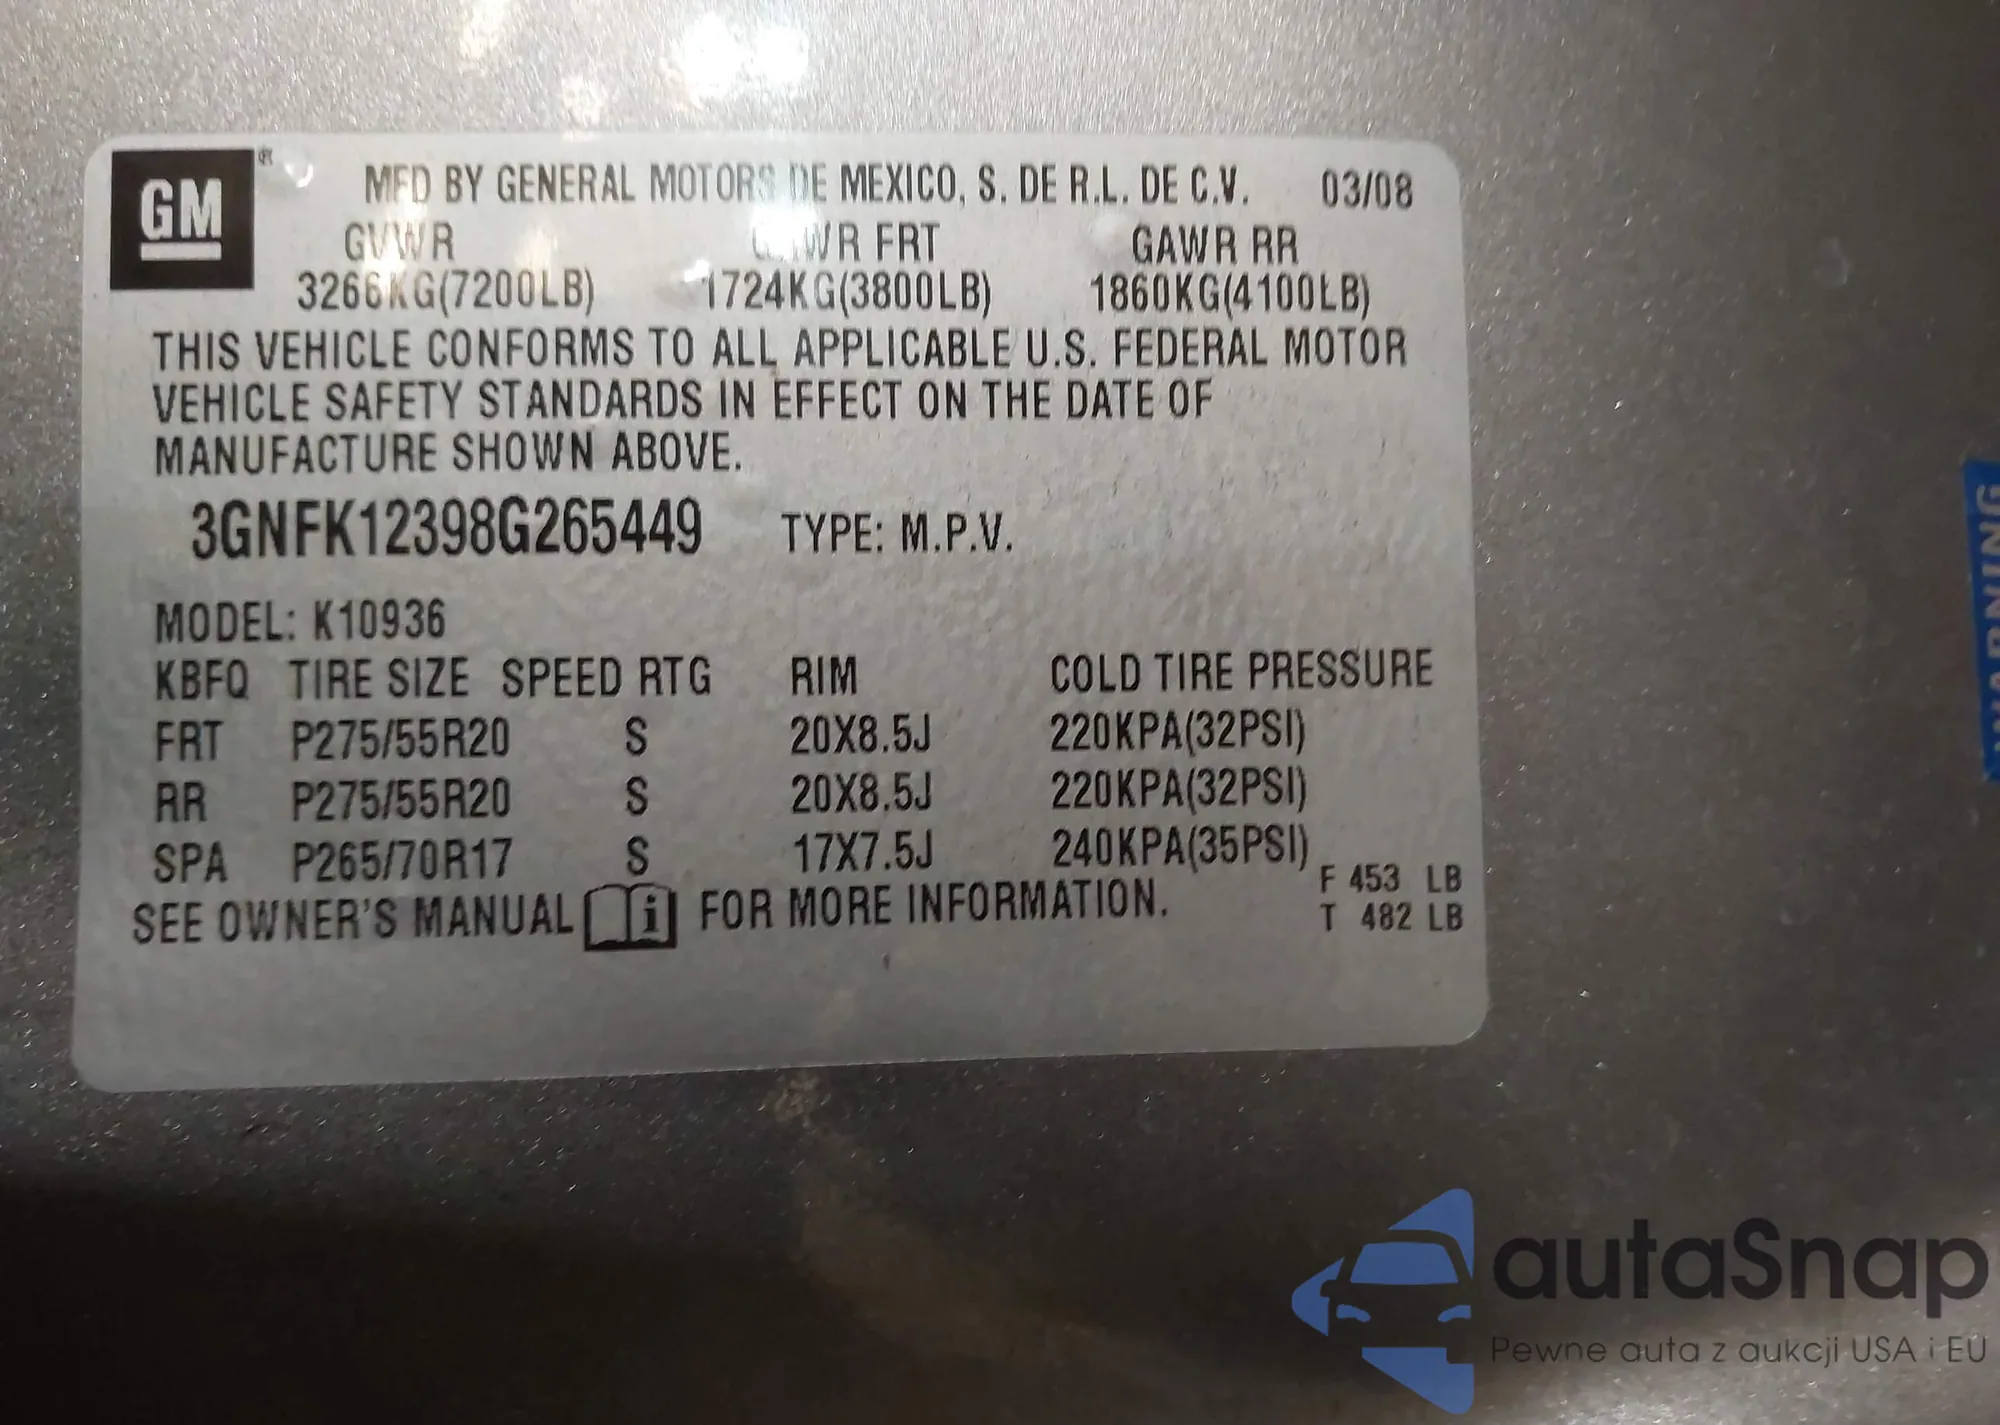 GM ® MFD BY GENERAL MOTORS DE MEXICO, S. DE R.L. DE C.V. 03/08
GVWR GAWR FRT GAWR RR
3266KG(7200LB) 1724KG(3800LB) 1860KG(4100LB)
THIS VEHICLE CONFORMS TO ALL APPLICABLE U.S. FEDERAL MOTOR
VEHICLE SAFETY STANDARDS IN EFFECT ON THE DATE OF
MANUFACTURE SHOWN ABOVE.
3GNFK12398G265449 TYPE: M.P.V.
MODEL: K10936
KBFQ TIRE SIZE SPEED RTG RIM COLD TIRE PRESSURE
FRT P275/55R20 S 20X8.5J 220KPA(32PSI)
RR P275/55R20 S 20X8.5J 220KPA(32PSI)
SPA P265/70R17 S 17X7.5J 240KPA(35PSI)
F 453 LB
SEE OWNER'S MANUAL i FOR MORE INFORMATION.
T 482 LB
WARNING
autaSnap
Pewne auta z aukcji USA i EU